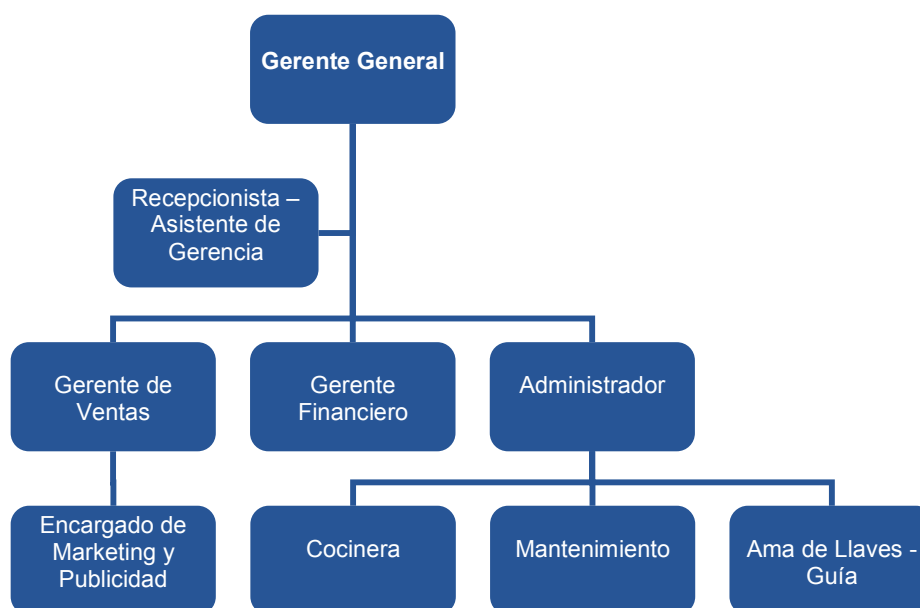 Gerente General
Recepcionista –
Asistente de
Gerencia
Gerente de
Ventas
Gerente
Financiero
Administrador
Encargado de
Marketing y
Publicidad
Cocinera
Mantenimiento
Ama de Llaves -
Guía